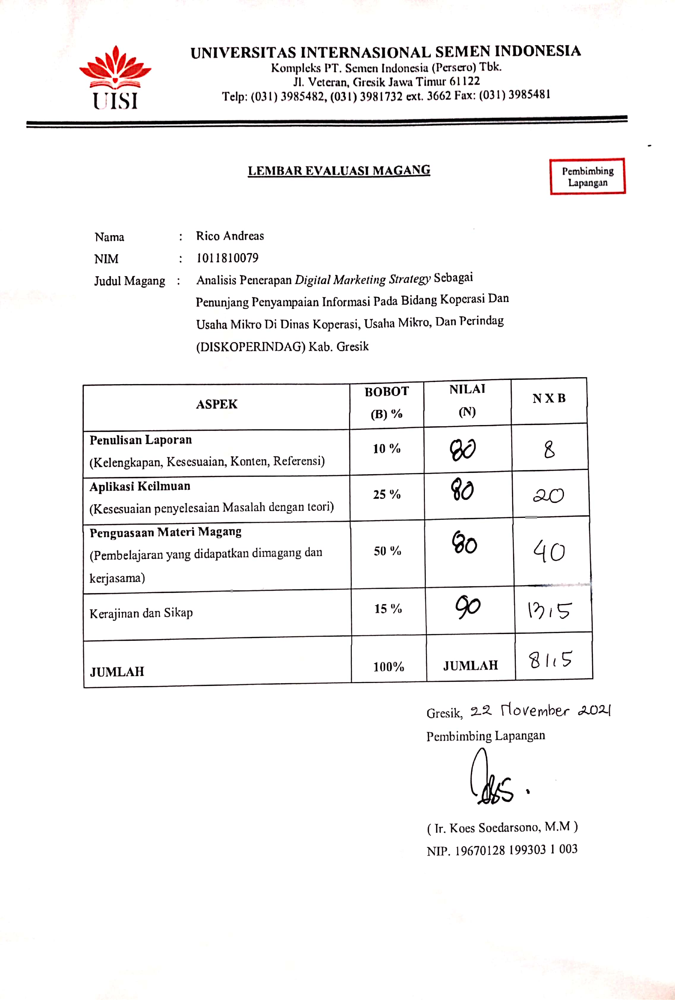 UNIVERSITAS INTERNASIONAL SEMEN INDONESIA
Kompleks PT. Semen Indonesia (Persero) Tbk.
Jl. Veteran, Gresik Jawa Timur 61122
Telp: (031) 3985482, (031) 3981732 ext. 3662 Fax: (031) 3985481
UISI
LEMBAR EVALUASI MAGANG
Pembimbing
Lapangan
Nama : Rico Andreas
NIM : 1011810079
Judul Magang : Analisis Penerapan Digital Marketing Strategy Sebagai
Penunjang Penyampaian Informasi Pada Bidang Koperasi Dan
Usaha Mikro Di Dinas Koperasi, Usaha Mikro, Dan Perindag
(DISKOPERINDAG) Kab. Gresik
ASPEK BOBOT (B) % NILAI (N) N X B
Penulisan Laporan
(Kelengkapan, Kesesuaian, Konten, Referensi) 10 % 80 8
Aplikasi Keilmuan
(Kesesuaian penyelesaian Masalah dengan teori) 25 % 80 20
Penguasaan Materi Magang
(Pembelajaran yang didapatkan dimagang dan
kerjasama) 50 % 80 40
Kerajinan dan Sikap 15 % 90 13,5
JUMLAH 100% JUMLAH 81,5
Gresik, 22 November 2021
Pembimbing Lapangan
( Ir. Koes Soedarsono, M.M )
NIP. 19670128 199303 1 003